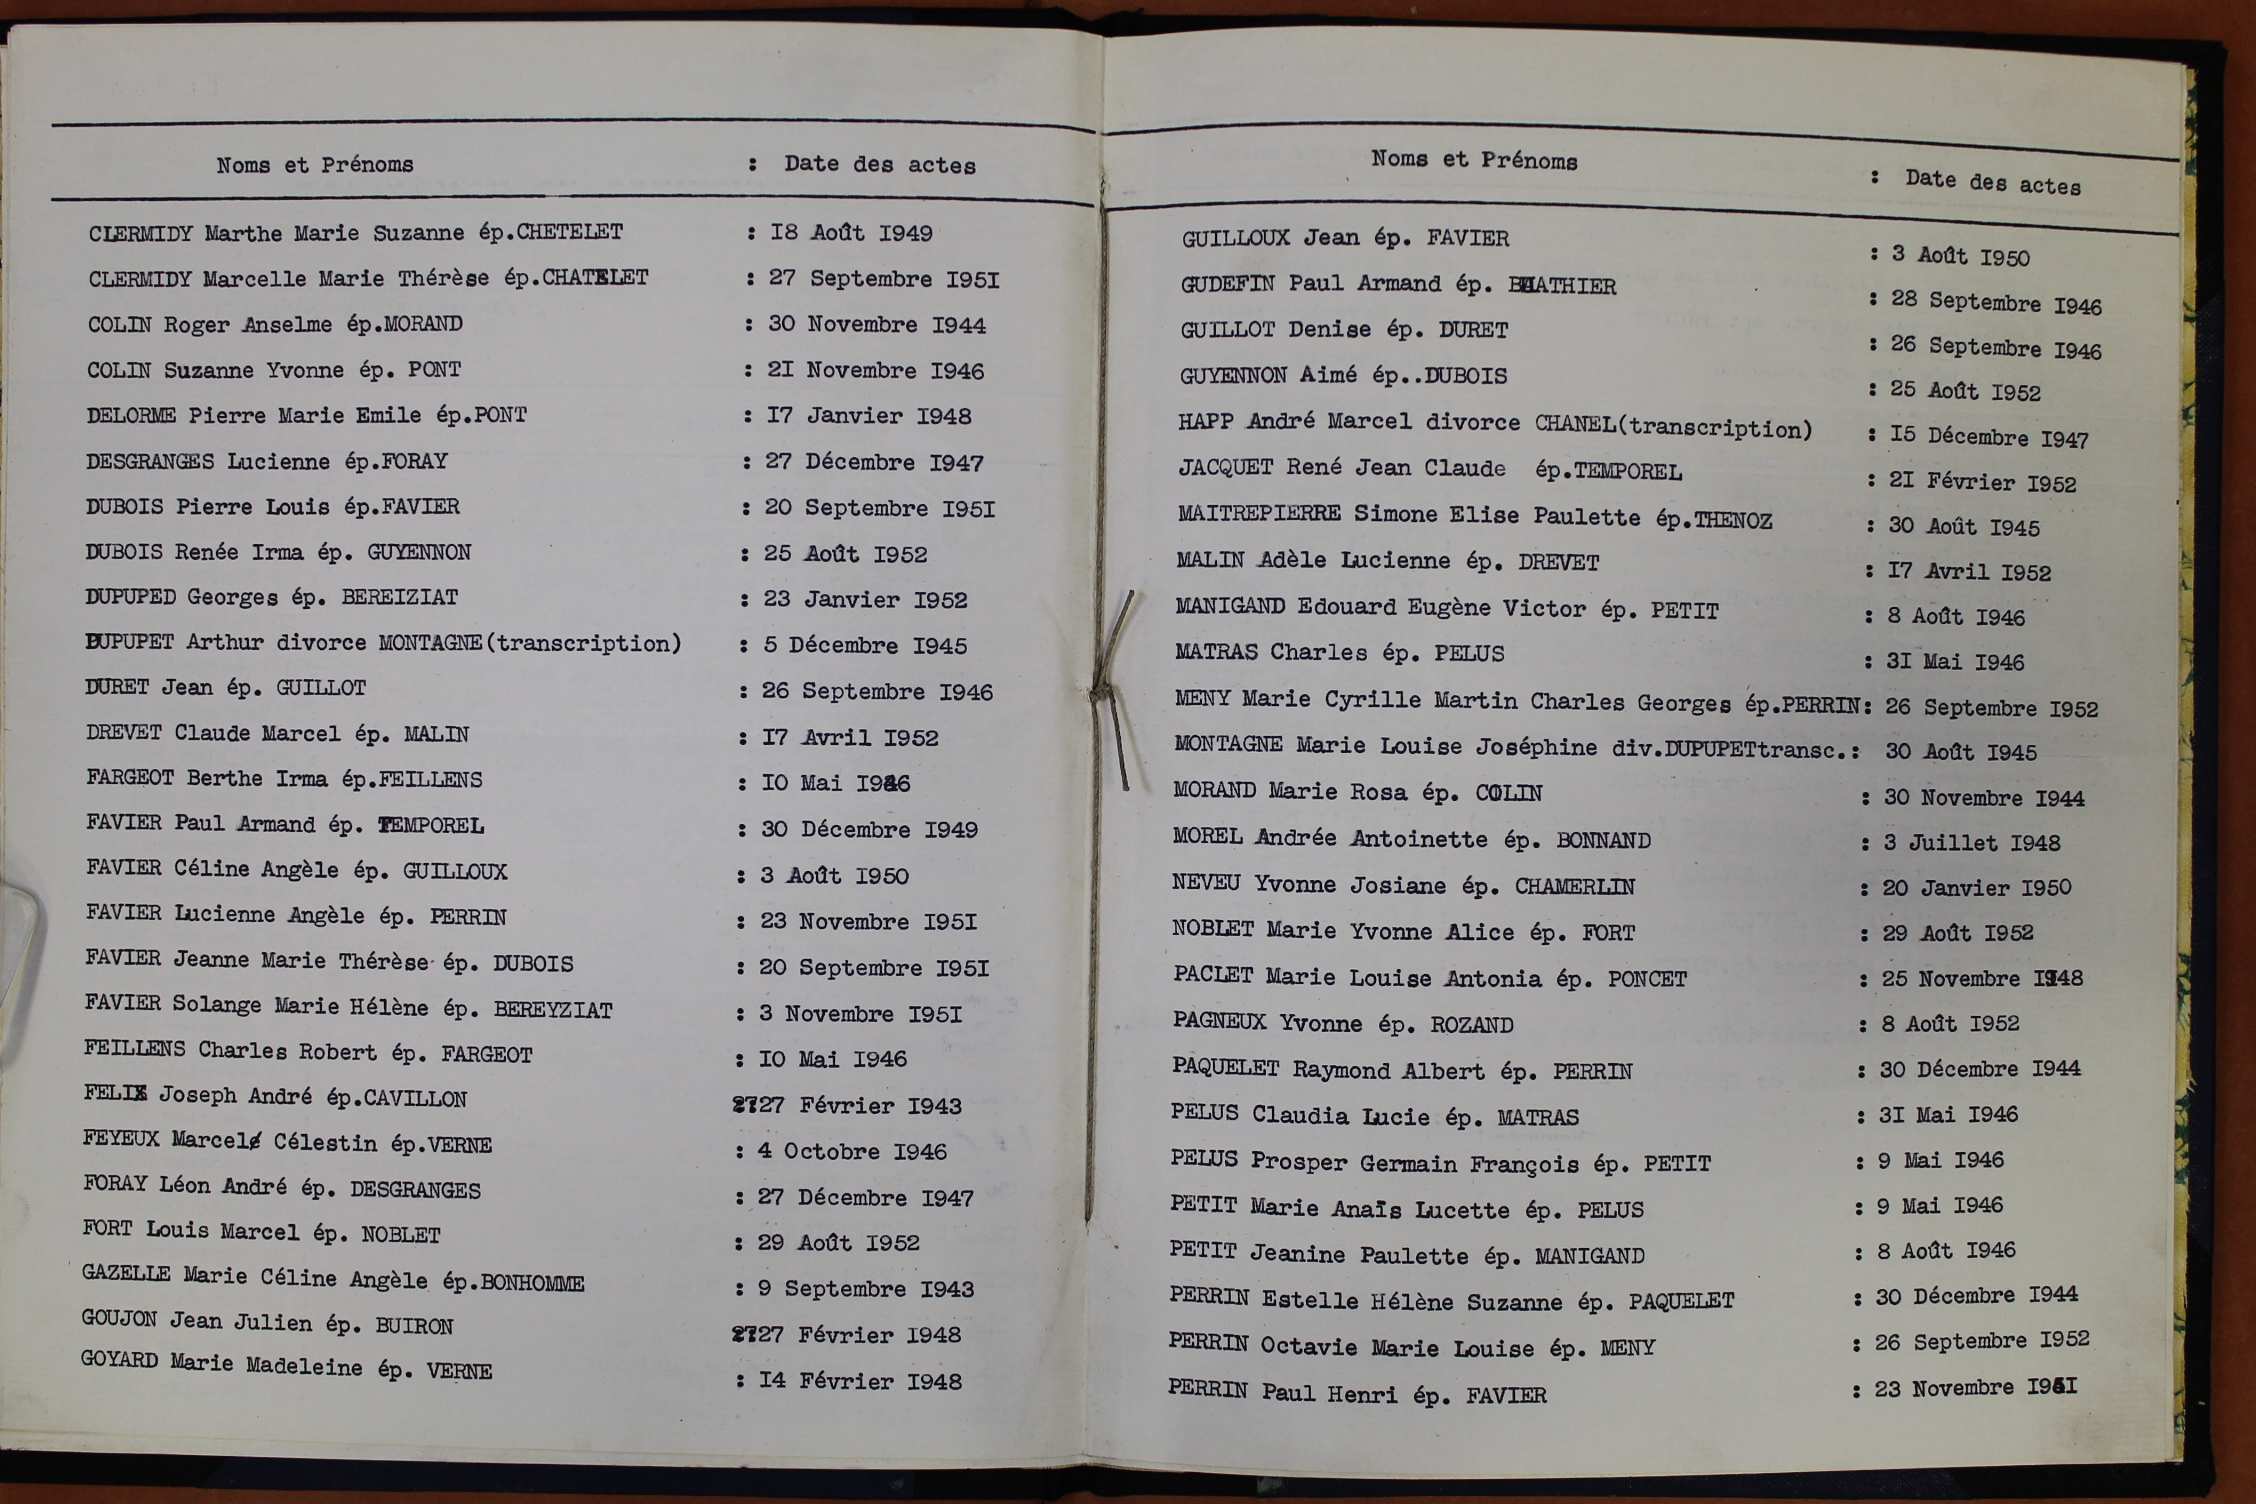 Noms et Prénoms : Date des actes
CLERMIDY Marthe Marie Suzanne ép.CHETELET : I8 Août I949
CLERMIDY Marcelle Marie Thérèse ép.CHATELET : 27 Septembre I95I
COLIN Roger Anselme ép.MORAND : 30 Novembre I944
COLIN Suzanne Yvonne ép. PONT : 2I Novembre I946
DELORME Pierre Marie Emile ép.PONT : I7 Janvier I948
DESGRANGES Lucienne ép.FORAY : 27 Décembre I947
DUBOIS Pierre Louis ép.FAVIER : 20 Septembre I95I
DUBOIS Renée Irma ép. GUYENNON : 25 Août I952
DUPUPED Georges ép. BEREIZIAT : 23 Janvier I952
DUPUPET Arthur divorce MONTAGNE(transcription) : 5 Décembre I945
DURET Jean ép. GUILLOT : 26 Septembre I946
DREVET Claude Marcel ép. MALIN : I7 Avril I952
FARGEOT Berthe Irma ép.FEILLENS : IO Mai I946
FAVIER Paul Armand ép. TEMPOREL : 30 Décembre I949
FAVIER Céline Angèle ép. GUILLOUX : 3 Août I950
FAVIER Lucienne Angèle ép. PERRIN : 23 Novembre I95I
FAVIER Jeanne Marie Thérèse ép. DUBOIS : 20 Septembre I95I
FAVIER Solange Marie Hélène ép. BEREYZIAT : 3 Novembre I95I
FEILLENS Charles Robert ép. FARGEOT : IO Mai I946
FELIX Joseph André ép.CAVILLON : 27 Février I943
FEYEUX Marcel Célestin ép.VERNE : 4 Octobre I946
FORAY Léon André ép. DESGRANGES : 27 Décembre I947
FORT Louis Marcel ép. NOBLET : 29 Août I952
GAZELLE Marie Céline Angèle ép.BONHOMME : 9 Septembre I943
GOUJON Jean Julien ép. BUIRON : 27 Février I948
GOYARD Marie Madeleine ép. VERNE : I4 Février I948
Noms et Prénoms : Date des actes
GUILLOUX Jean ép. FAVIER : 3 Août I950
GUDEFIN Paul Armand ép. : 28 Septembre I946
GUILLOT Denise ép. DURET : 26 Septembre I946
GUYENNON Aimé ép..DUBOIS : 25 Août I952
HAPP André Marcel divorce CHANEL(transcription) : I5 Décembre I947
JACQUET René Jean Claude ép.TEMPOREL : 2I Février I952
MAITREPIERRE Simone Elise Paulette ép.THENOZ : 30 Août I945
MALIN Adèle Lucienne ép. DREVET : I7 Avril I952
MANIGAND Edouard Eugène Victor ép. PETIT : 8 Août I946
MATRAS Charles ép. PELUS : 3I Mai I946
MENY Marie Cyrille Martin Charles Georges ép.PERRIN: 26 Septembre I952
MONTAGNE Marie Louise Joséphine div.DUPUPETtransc.: 30 Août I945
MORAND Marie Rosa ép. COLIN : 30 Novembre I944
MOREL Andrée Antoinette ép. BONNAND : 3 Juillet I948
NEVEU Yvonne Josiane ép. CHAMERLIN : 20 Janvier I950
NOBLET Marie Yvonne Alice ép. FORT : 29 Août I952
PACLET Marie Louise Antonia ép. PONCET : 25 Novembre I948
PAGNEUX Yvonne ép. ROZAND : 8 Août I952
PAQUELET Raymond Albert ép. PERRIN : 30 Décembre I944
PELUS Claudia Lucie ép. MATRAS : 3I Mai I946
PELUS Prosper Germain François ép. PETIT : 9 Mai I946
PETIT Marie Anaïs Lucette ép. PELUS : 9 Mai I946
PETIT Jeanine Paulette ép. MANIGAND : 8 Août I946
PERRIN Estelle Hélène Suzanne ép. PAQUELET : 30 Décembre I944
PERRIN Octavie Marie Louise ép. MENY : 26 Septembre I952
PERRIN Paul Henri ép. FAVIER : 23 Novembre